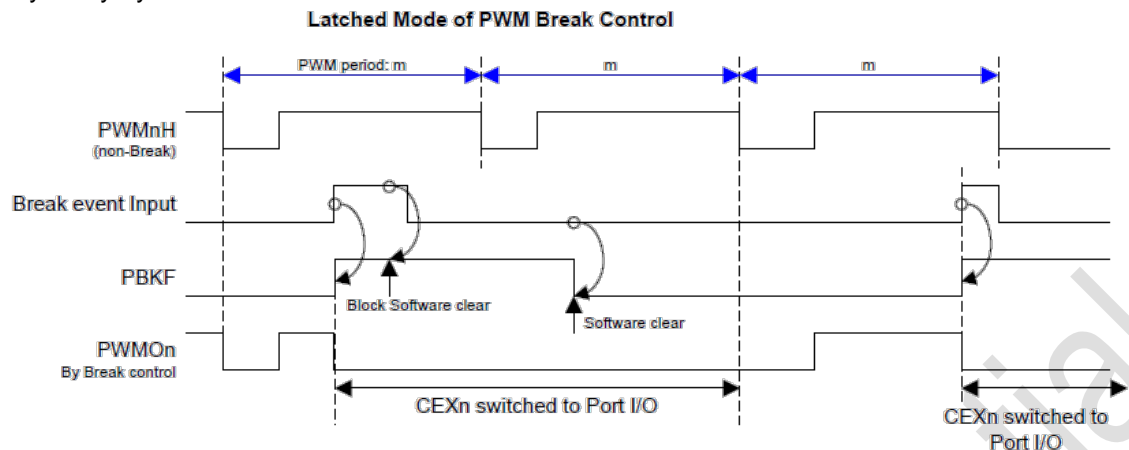 Latched Mode of PWM Break Control
PWM period: m
m
m
PWMnH
(non-Break)
Break event Input
PBKF
Block Software clear
Software clear
PWMOn
By Break control
CEXn switched to Port I/O
CEXn switched to
Port I/O